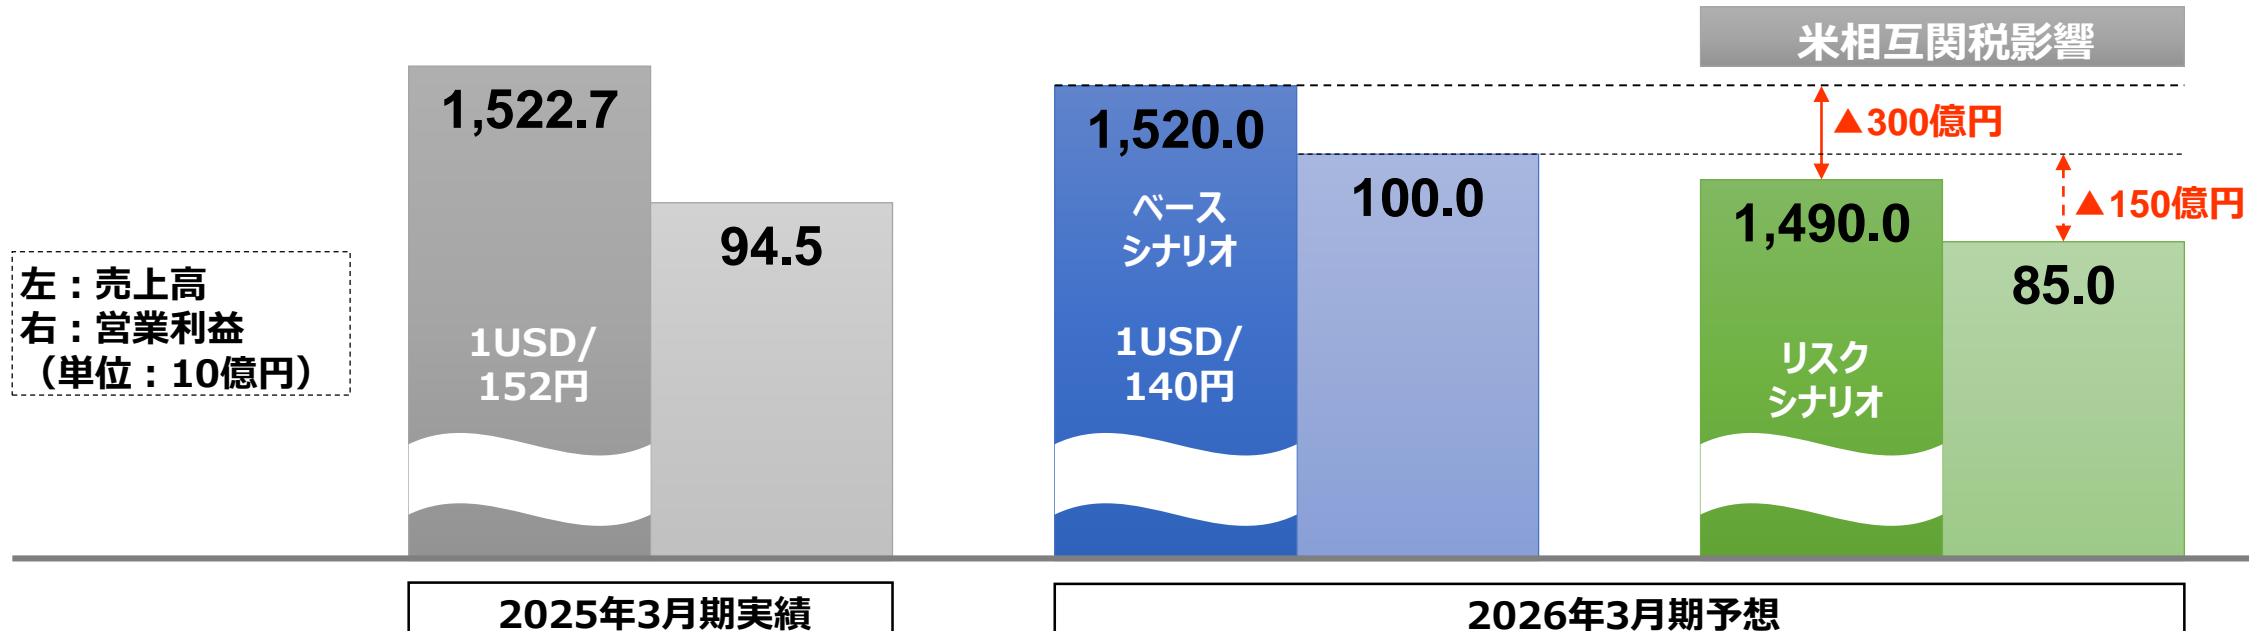 米相互関税影響
1,522.7
94.5
1USD/
152円
左：売上高
右：営業利益
（単位：10億円）
1,520.0
ベース
シナリオ
1USD/
140円
100.0
▲300億円
▲150億円
1,490.0
リスク
シナリオ
85.0
2025年3月期実績
2026年3月期予想